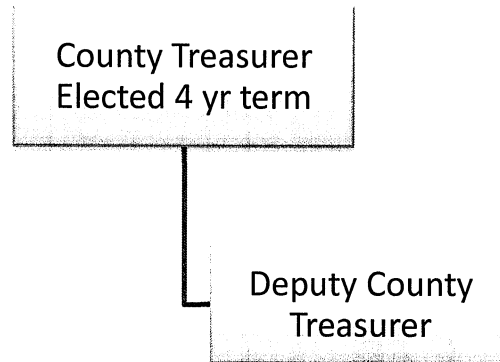 County Treasurer
Elected 4 yr term
Deputy County
Treasurer